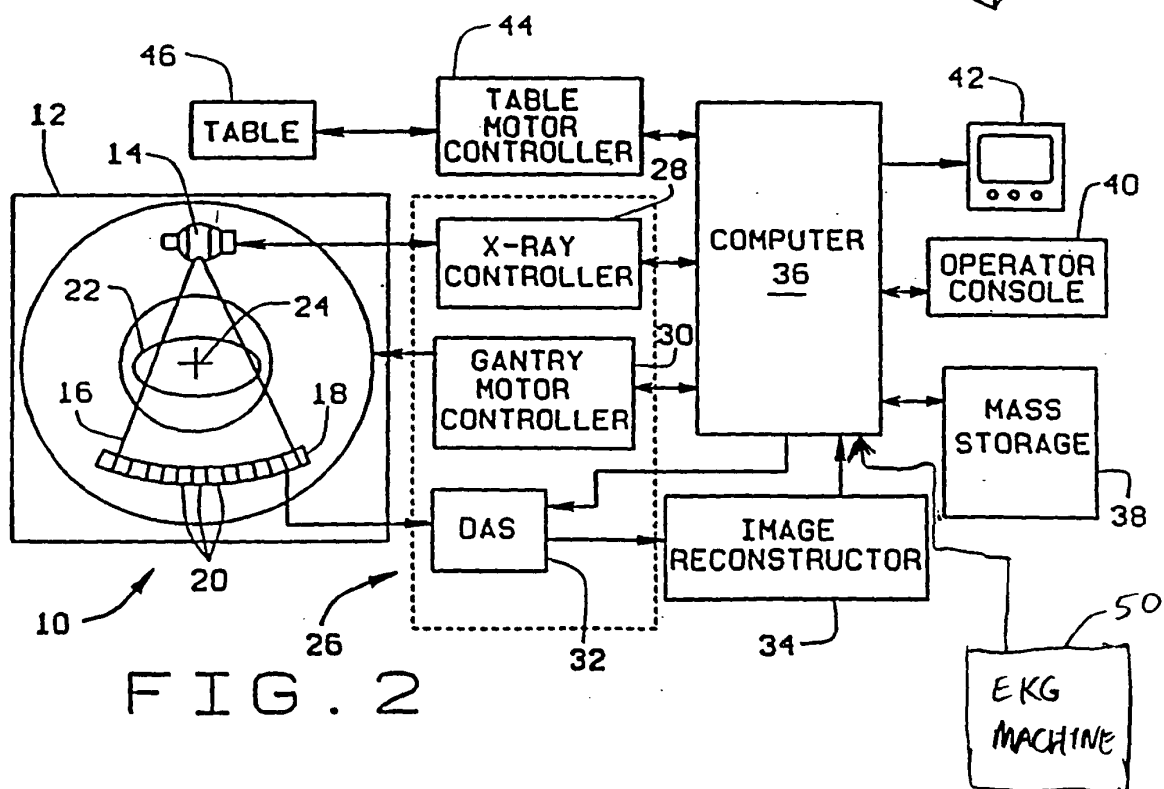 44
46
42
TABLE
MOTOR
CONTROLLER
TABLE
12
14
28
40
X-RAY
CONTROLLER
COMPUTER
36
OPERATOR
CONSOLE
22
24
30
GANTRY
MOTOR
CONTROLLER
16
18
MASS
STORAGE
38
DAS
IMAGE
RECONSTRUCTOR
20
10
26
32
34
50
FIG. 2
EKG
MACHINE